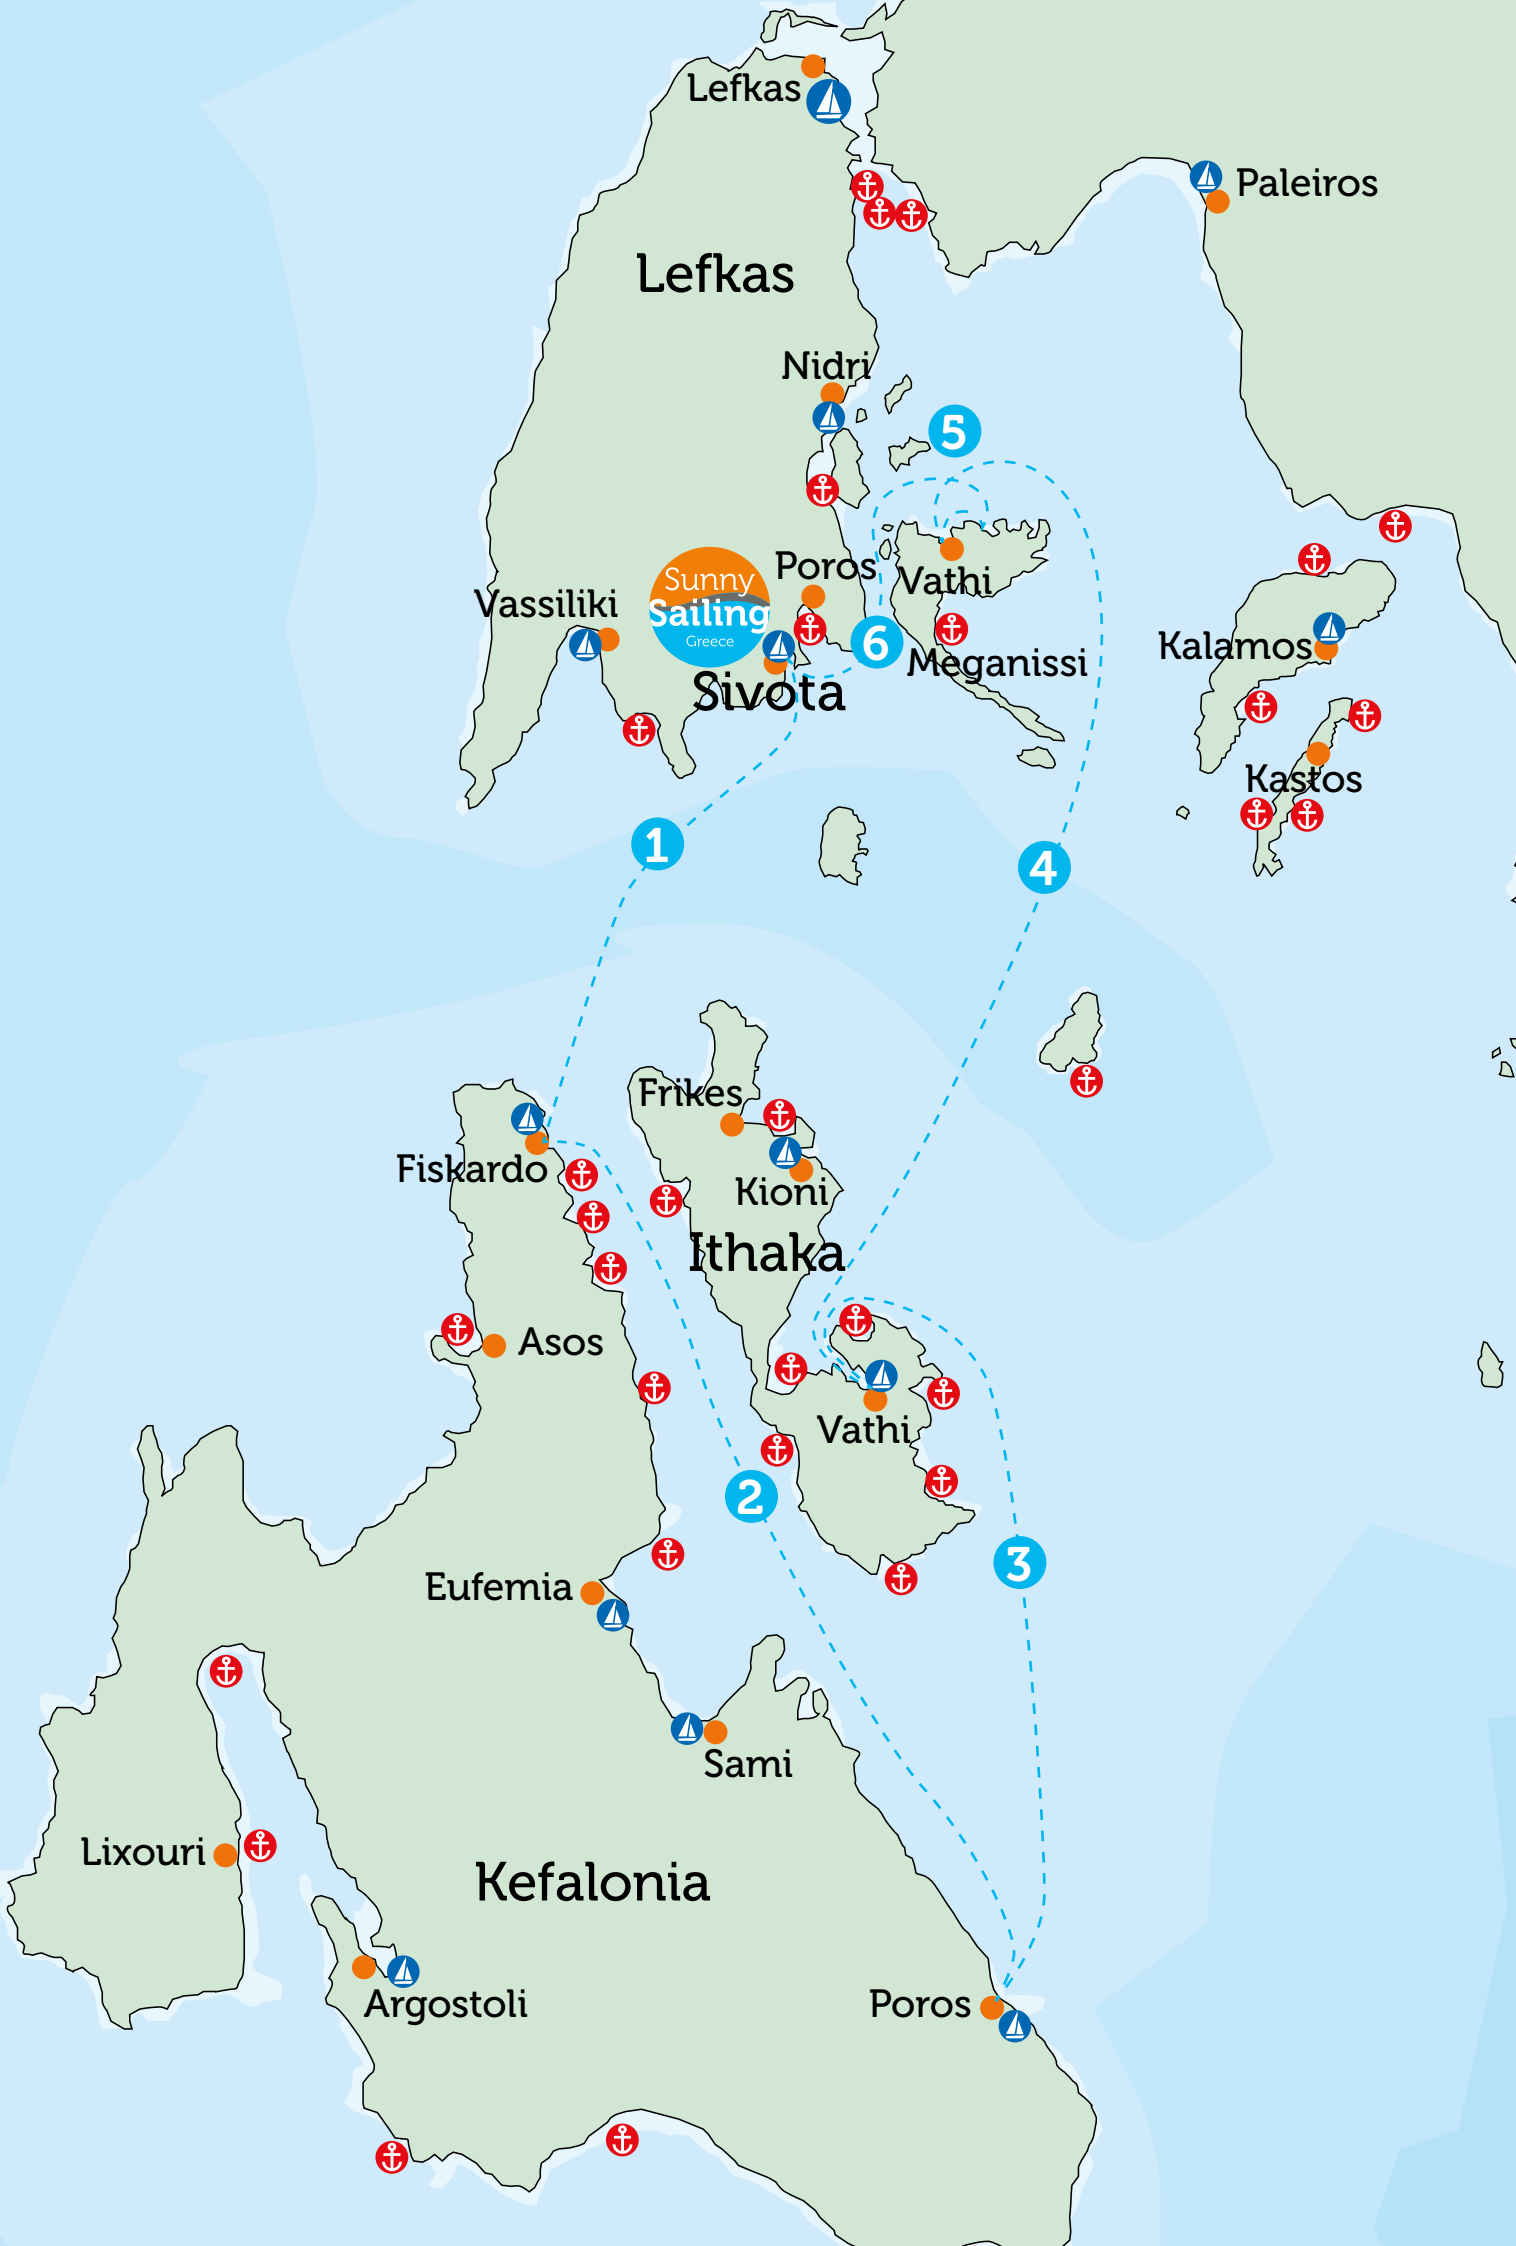 Lefkas
Paleiros
Lefkas
Nidri
5
Poros
Vathi
Sunny
Sailing
Greece
Vassiliki
6
Meganissi
Kalamos
Sivota
Kastos
1
4
Frikes
Fiskardo
Kioni
Ithaka
Asos
Vathi
2
3
Eufemia
Sami
Lixouri
Kefalonia
Argostoli
Poros